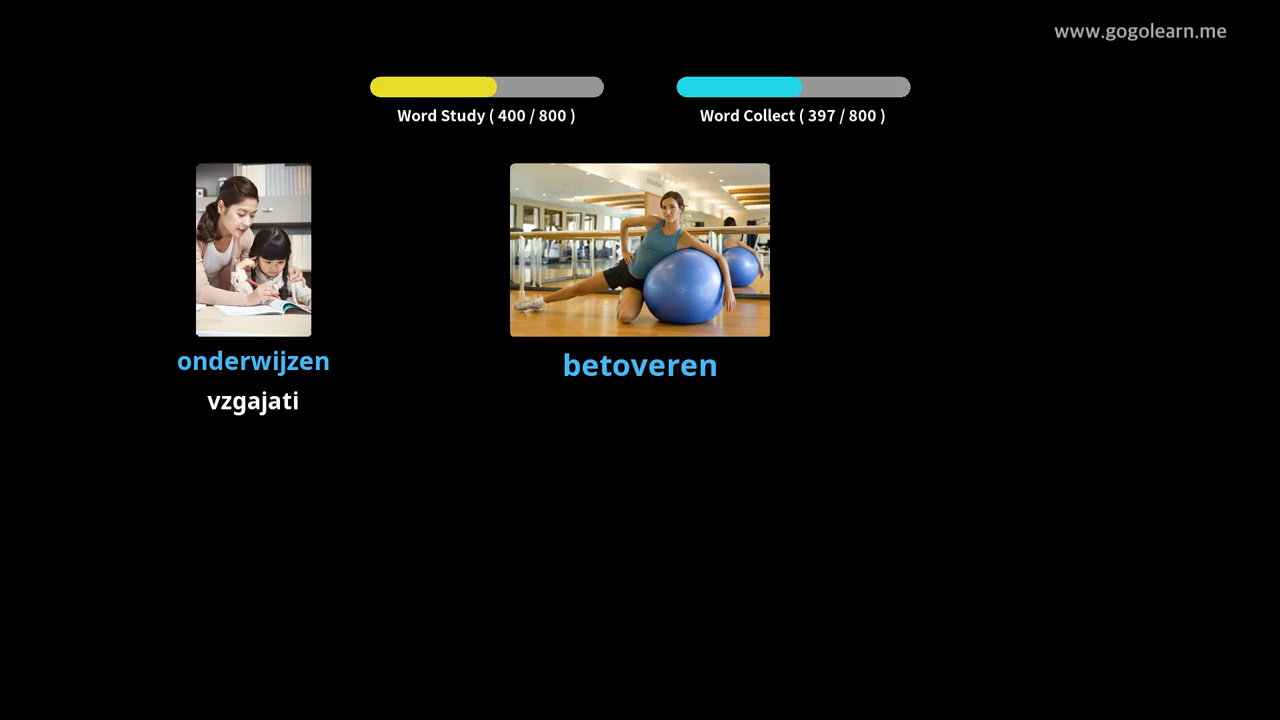 www.gogolearn.me
Word Study ( 400 / 800 )
Word Collect ( 397 / 800 )
onderwijzen
vzgajati
betoveren